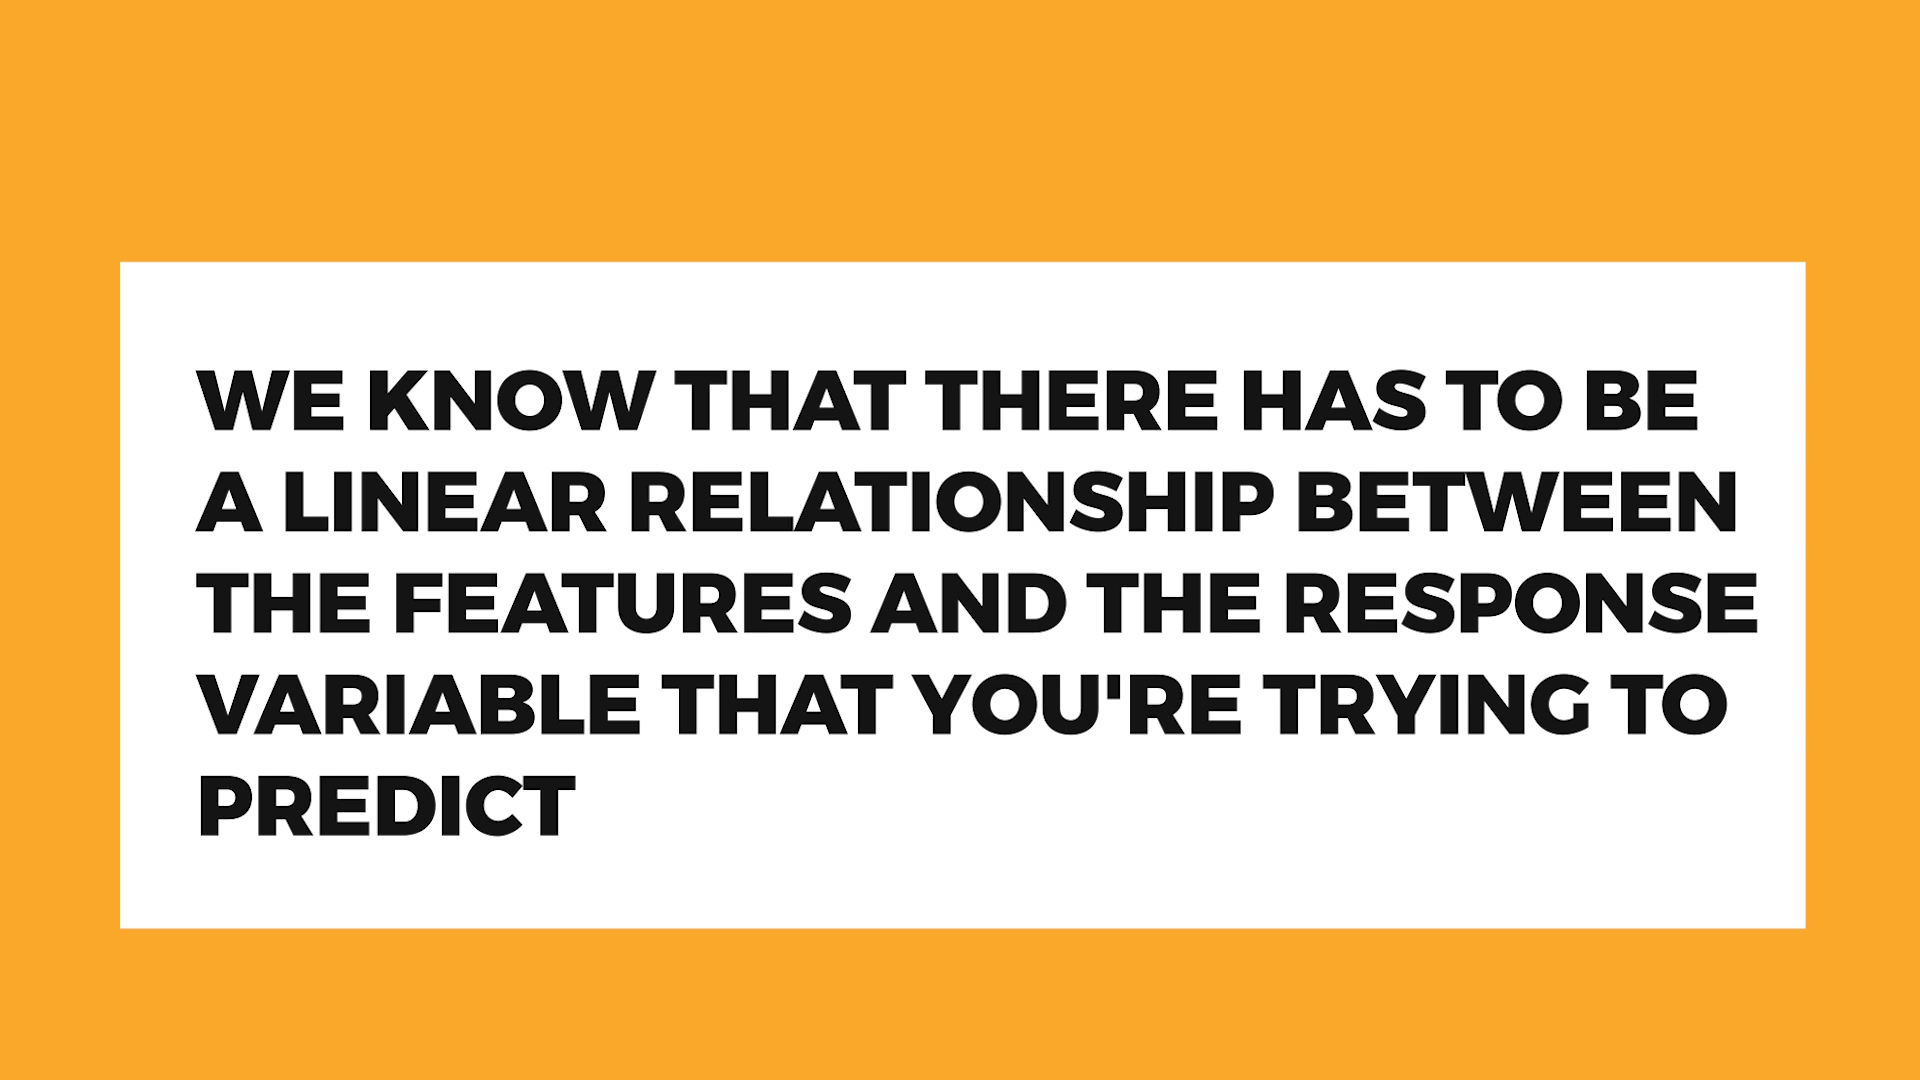 WE KNOW THAT THERE HAS TO BE
A LINEAR RELATIONSHIP BETWEEN
THE FEATURES AND THE RESPONSE
VARIABLE THAT YOU'RE TRYING TO
PREDICT